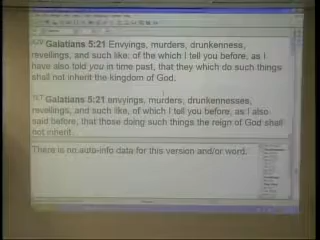 AV Galatians 5:21 Envyings, murders, drunkenness,
revellings, and such like: of the which I tell you before, as I
have also told you in time past, that they which do such things
shall not inherit the kingdom of God.
YLT Galatians 5:21 envyings, murders, drunkennesses,
revellings, and such like, of which I tell you before, as I also
said before, that those doing such things the reign of God shall
not inherit.
There is no auto-info data for this version and/or word.